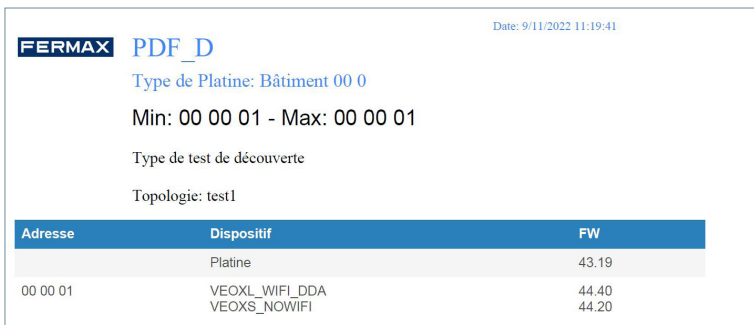 Date: 9/11/2022 11:19:41
FERMAX PDF_D
Type de Platine: Bâtiment 00 0
Min: 00 00 01 - Max: 00 00 01
Type de test de découverte
Topologie: test1
Adresse Dispositif FW
Platine 43.19
00 00 01 VEOXL_WIFI_DDA 44.40
VEOXS_NOWIFI 44.20